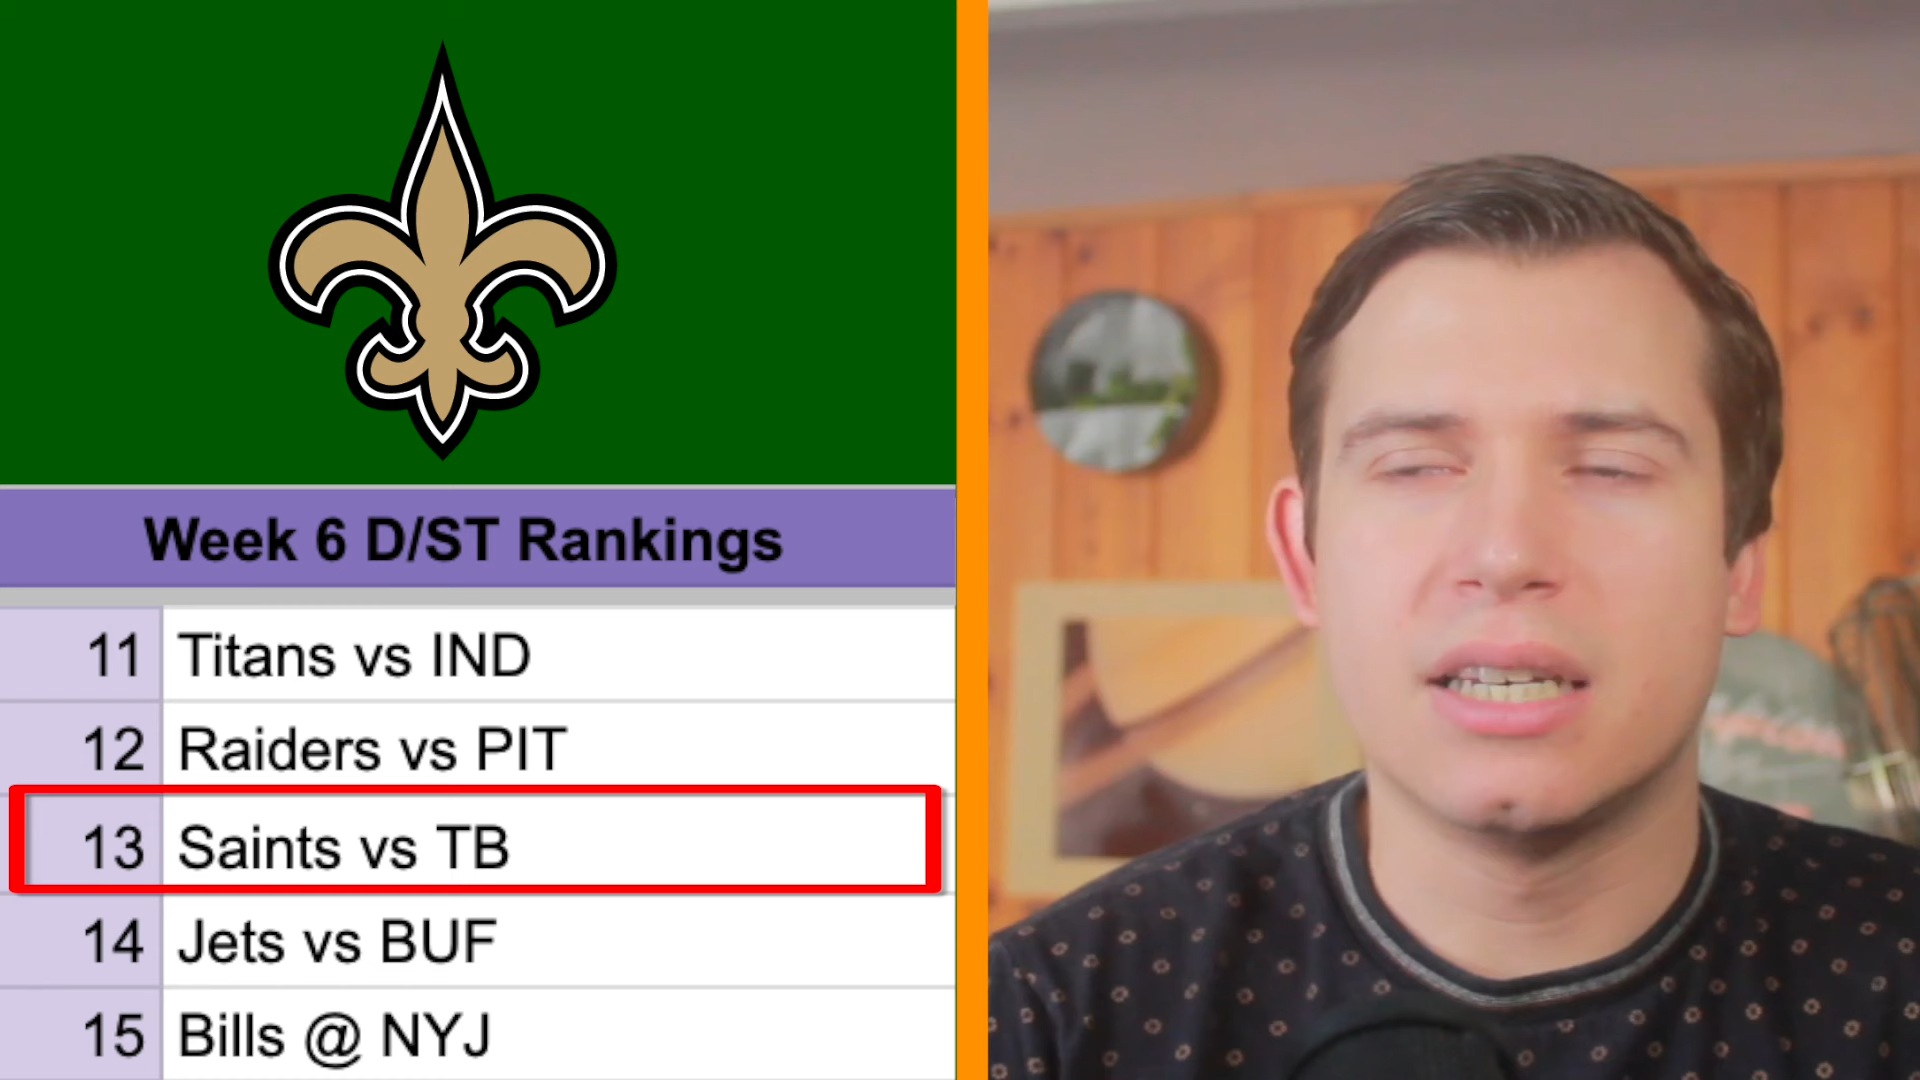 Week 6 D/ST Rankings
11 Titans vs IND
12 Raiders vs PIT
13 Saints vs TB
14 Jets vs BUF
15 Bills @ NYJ